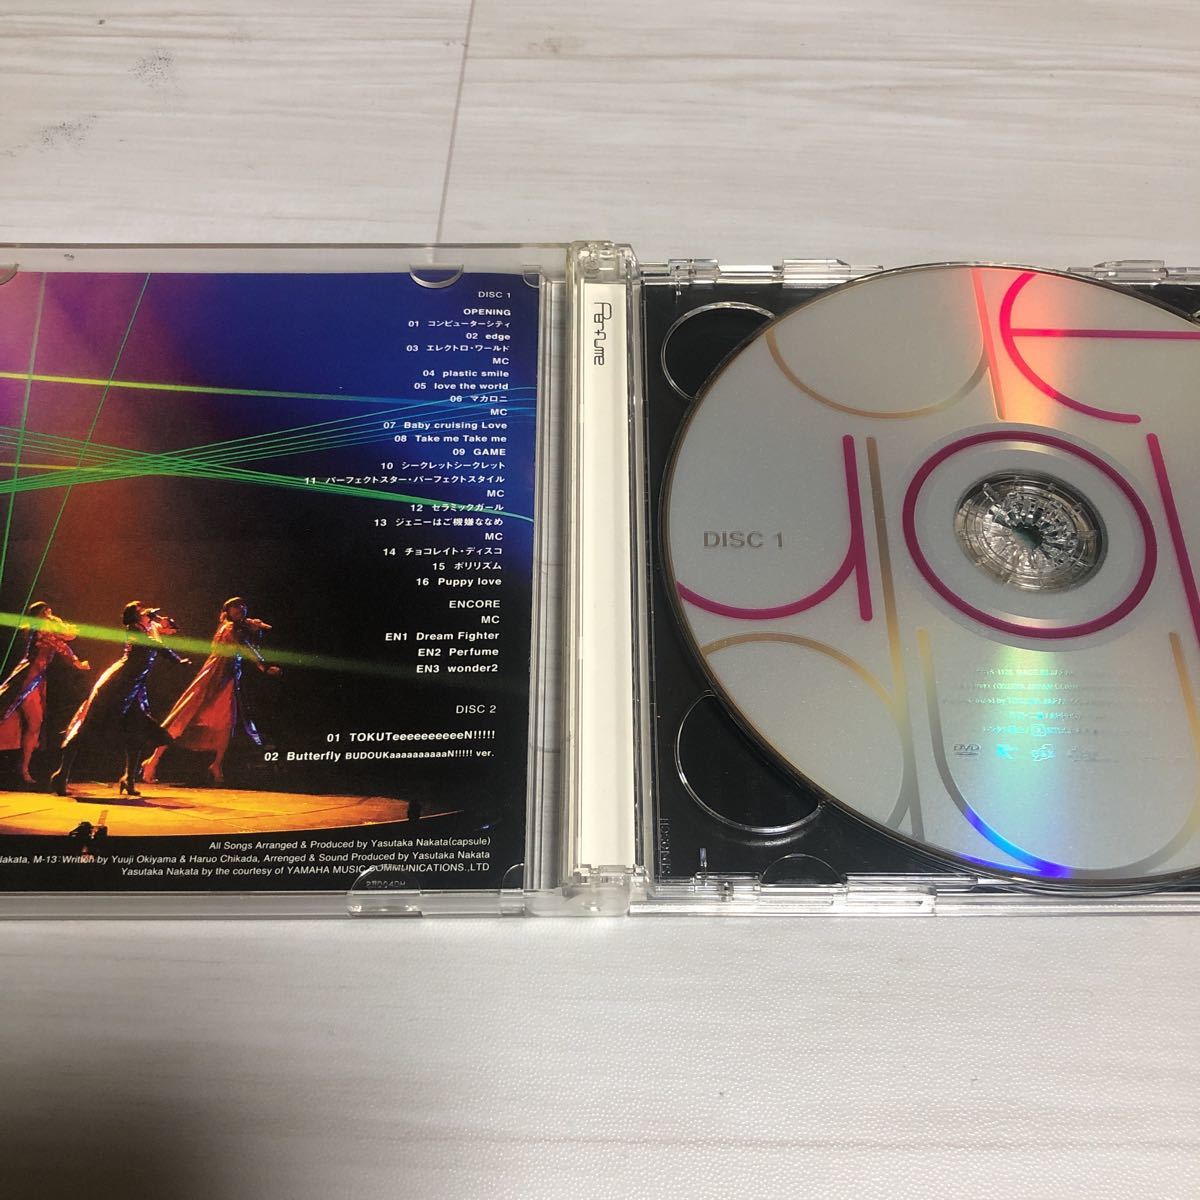 DISC 1
OPENING
01 コンピューターシティ
02 edge
03 エレクトロ・ワールド
MC
04 plastic smile
05 love the world
06 マカロニ
MC
07 Baby cruising Love
08 Take me Take me
09 GAME
10 シークレットシークレット
11 パーフェクトスター・パーフェクトスタイル
MC
12 セラミックガール
13 ジェニーはご機嫌ななめ
MC
14 チョコレイト・ディスコ
15 ポリリズム
16 Puppy love
ENCORE
MC
EN1 Dream Fighter
EN2 Perfume
EN3 wonder2
DISC 2
01 TOKUTeeeeeeeeeeN!!!!!
02 Butterfly BUDOUKaaaaaaaaaaN!!!!! ver.
All Songs Arranged & Produced by Yasutaka Nakata(capsule)
Nakata, M-13: Written by Yuuji Okiyama & Haruo Chikada, Arrenged & Sound Produced by Yasutaka Nakata
Yasutaka Nakata by the courtesy of YAMAHA MUSIC COMMUNICATIONS.,LTD
Perfume
DISC 1
DVD